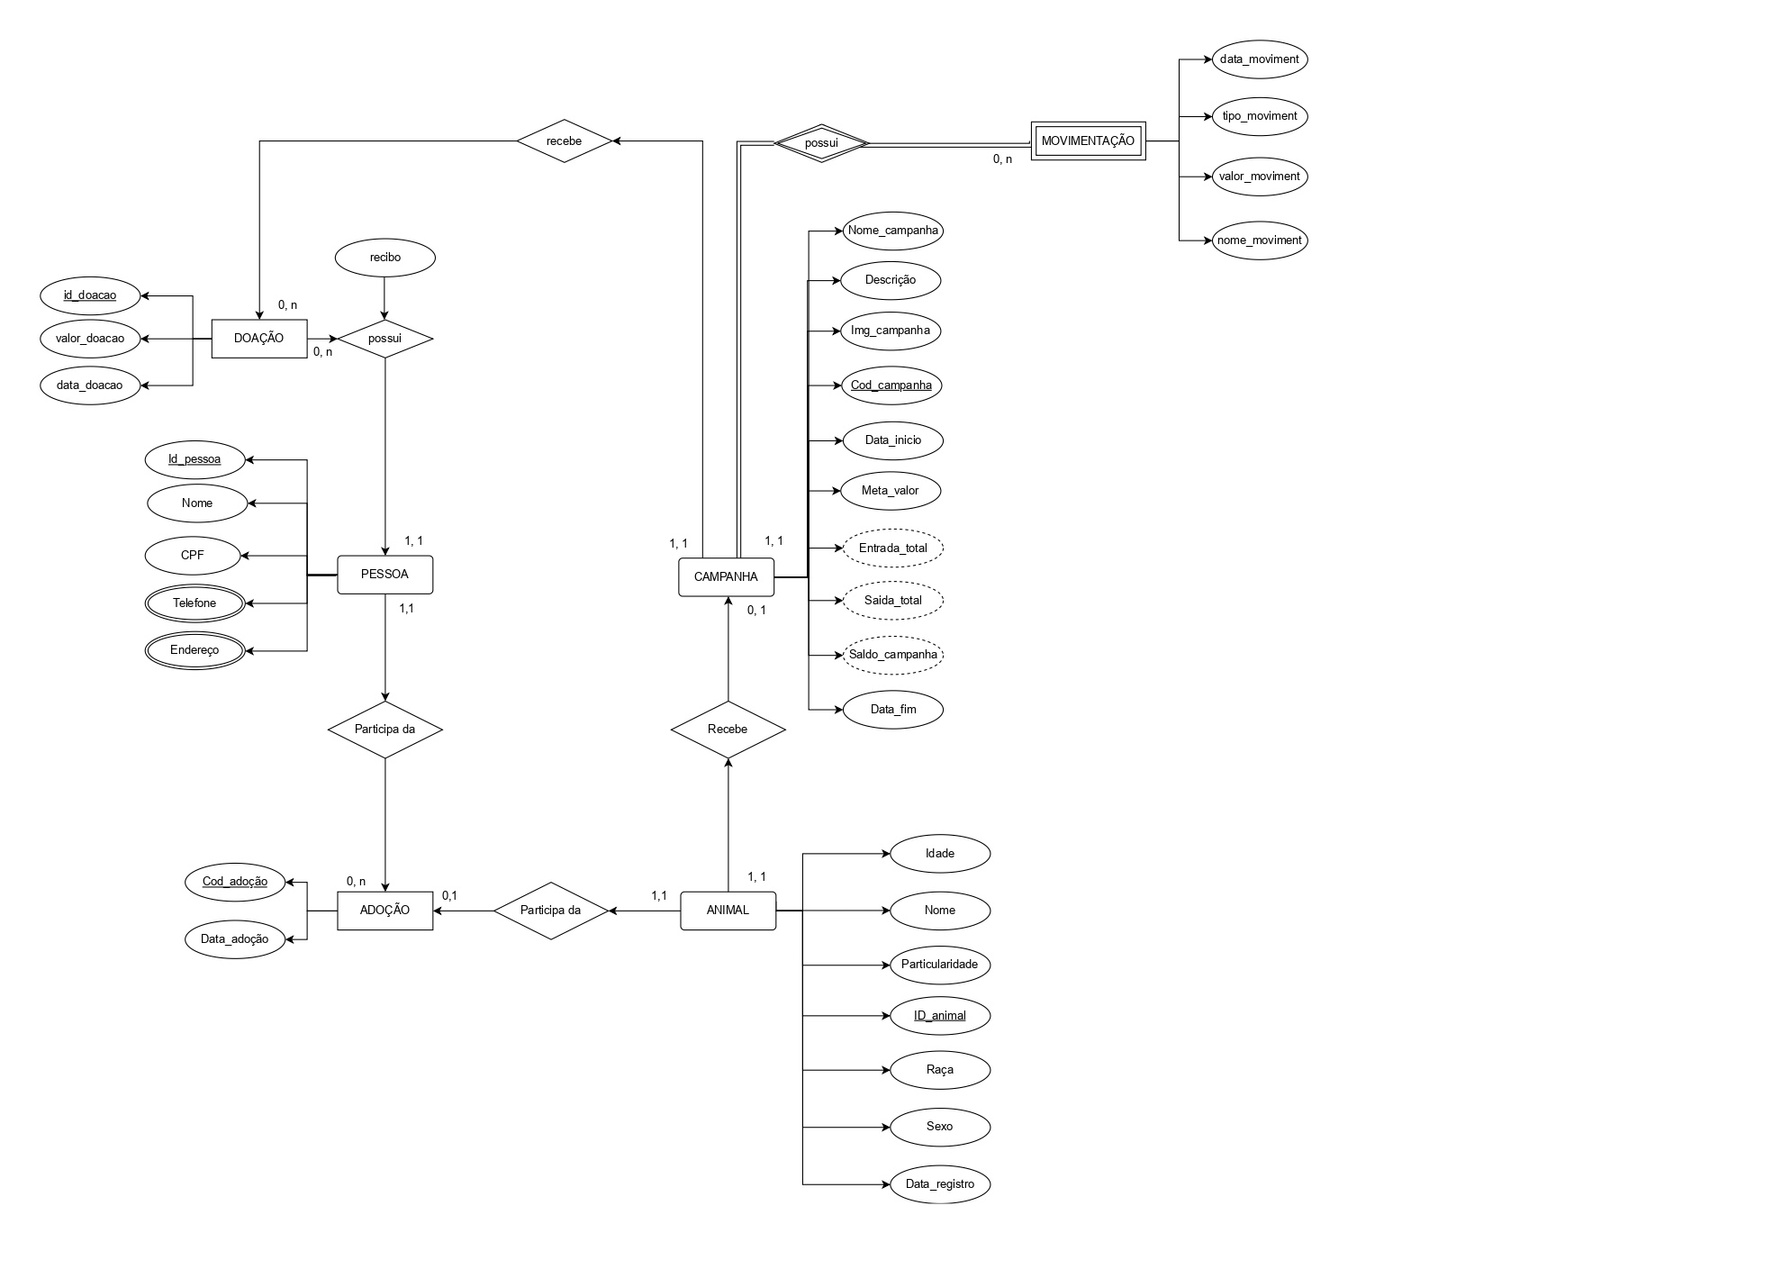 data_moviment
tipo_moviment
recebe
possui
MOVIMENTAÇÃO
0, n
valor_moviment
Nome_campanha
nome_moviment
recibo
Descrição
id_doacao
0, n
Img_campanha
valor_doacao
DOAÇÃO
0, n
possui
data_doacao
Cod_campanha
Data_inicio
Id_pessoa
Meta_valor
Nome
1, 1
1, 1
1, 1
Entrada_total
CPF
PESSOA
CAMPANHA
Telefone
1,1
0, 1
Saida_total
Endereço
Saldo_campanha
Data_fim
Participa da
Recebe
Idade
Cod_adoção
0, n
1, 1
0,1
1,1
ADOÇÃO
Participa da
ANIMAL
Nome
Data_adoção
Particularidade
ID_animal
Raça
Sexo
Data_registro